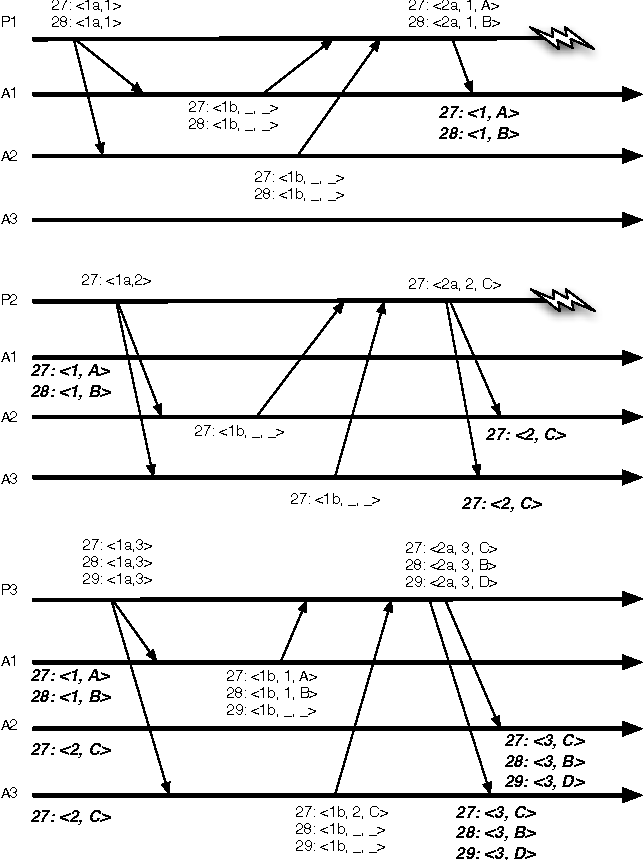 27: <1a,1>
28: <1a,1>
27: <2a, 1, A>
28: <2a, 1, B>
P1
A1
27: <1b, _, _>
28: <1b, _, _>
27: <1, A>
28: <1, B>
A2
27: <1b, _, _>
28: <1b, _, _>
A3
27: <1a,2>
27: <2a, 2, C>
P2
A1
27: <1, A>
28: <1, B>
A2
27: <1b, _, _>
27: <2, C>
A3
27: <1b, _, _>
27: <2, C>
27: <1a,3>
28: <1a,3>
29: <1a,3>
27: <2a, 3, C>
28: <2a, 3, B>
29: <2a, 3, D>
P3
A1
27: <1, A>
28: <1, B>
27: <1b, 1, A>
28: <1b, 1, B>
29: <1b, _, _>
A2
27: <2, C>
27: <3, C>
28: <3, B>
29: <3, D>
A3
27: <2, C>
27: <1b, 2, C>
28: <1b, _, _>
29: <1b, _, _>
27: <3, C>
28: <3, B>
29: <3, D>